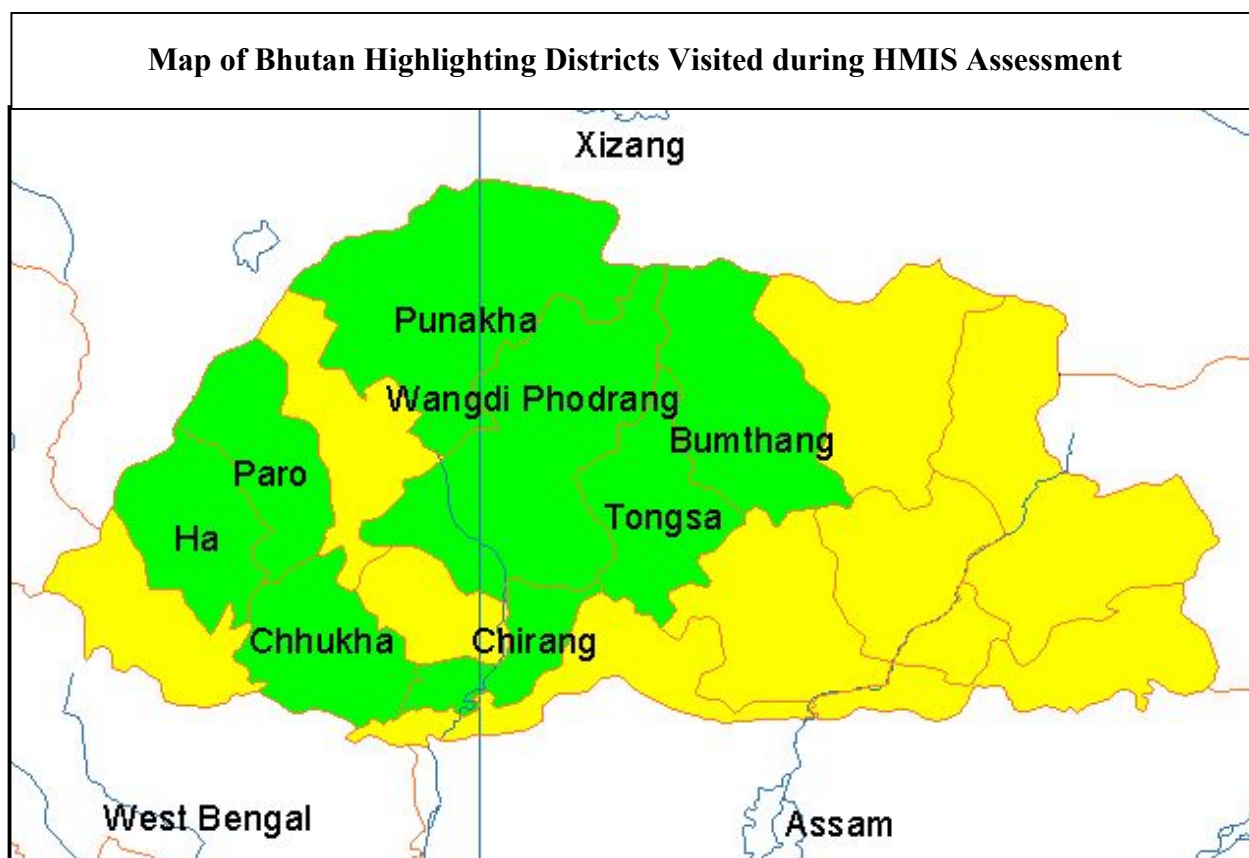 Map of Bhutan Highlighting Districts Visited during HMIS Assessment
Xizang
Punakha
Wangdi Phodrang
Bumthang
Paro
Tongsa
Ha
Chhukha
Chirang
West Bengal
Assam